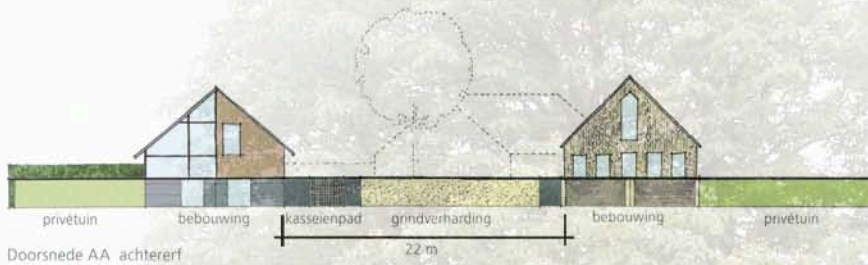 privétuin bebouwing kasseienpad grindverharding bebouwing privétuin
22 m
Doorsnede AA achtererf